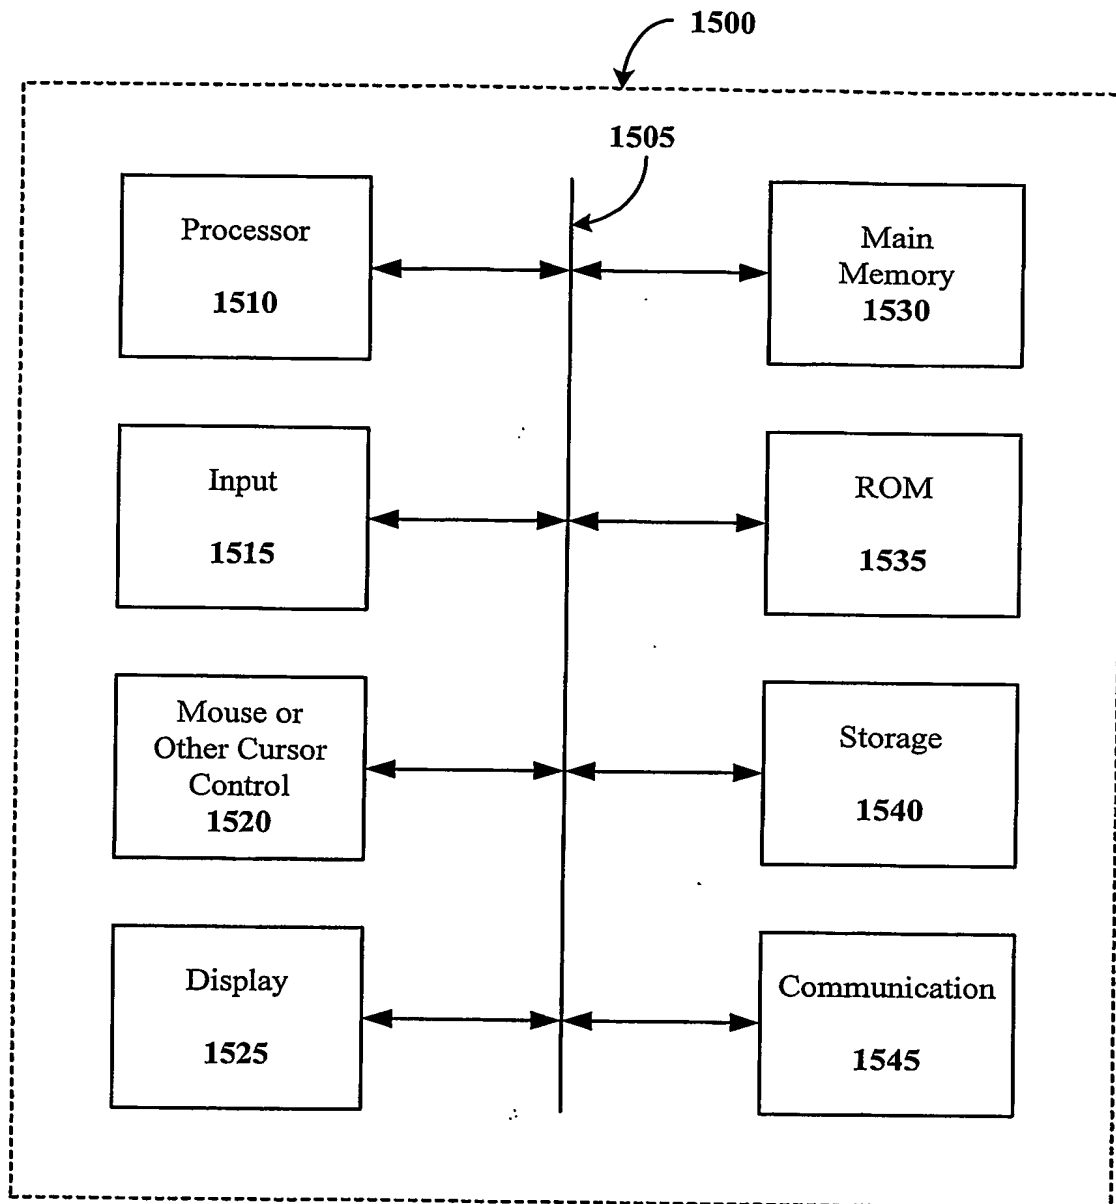 1500
1505
Processor
1510
Main
Memory
1530
Input
1515
ROM
1535
Mouse or
Other Cursor
Control
1520
Storage
1540
Display
1525
Communication
1545